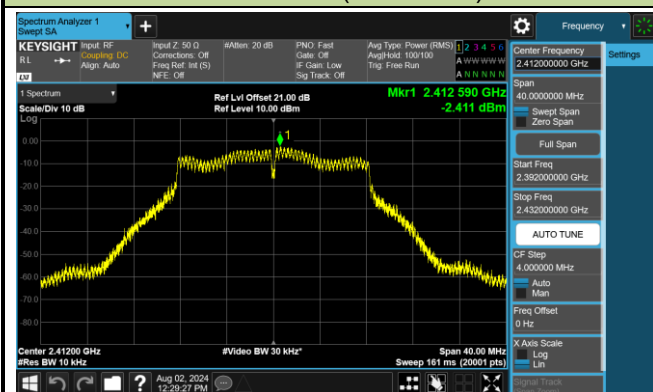 Spectrum Analyzer 1
Swept SA
+
Frequency
KEYSIGHT
RL
LXI
Input: RF
Coupling: DC
Align: Auto
Input Z: 50 Ω
Corrections: Off
Freq Ref: Int (S)
NFE: Off
#Atten: 20 dB
PNO: Fast
Gate: Off
IF Gain: Low
Sig Track: Off
Avg Type: Power (RMS)
Avg|Hold: 100/100
Trig: Free Run
1 2 3 4 5 6
A W W W W W
A N N N N N
1 Spectrum
Scale/Div 10 dB
Log
Ref Lvl Offset 21.00 dB
Ref Level 10.00 dBm
Mkr1 2.412 590 GHz
-2.411 dBm
1
0.00
-10.0
-20.0
-30.0
-40.0
-50.0
-60.0
-70.0
-80.0
Center 2.41200 GHz
#Res BW 10 kHz
#Video BW 30 kHz*
Span 40.00 MHz
Sweep 161 ms (20001 pts)
Aug 02, 2024
12:29:27 PM
Center Frequency
2.412000000 GHz
Settings
Span
40.0000000 MHz
Swept Span
Zero Span
Full Span
Start Freq
2.392000000 GHz
Stop Freq
2.432000000 GHz
AUTO TUNE
CF Step
4.000000 MHz
Auto
Man
Freq Offset
0 Hz
X Axis Scale
Log
Lin
Signal Track